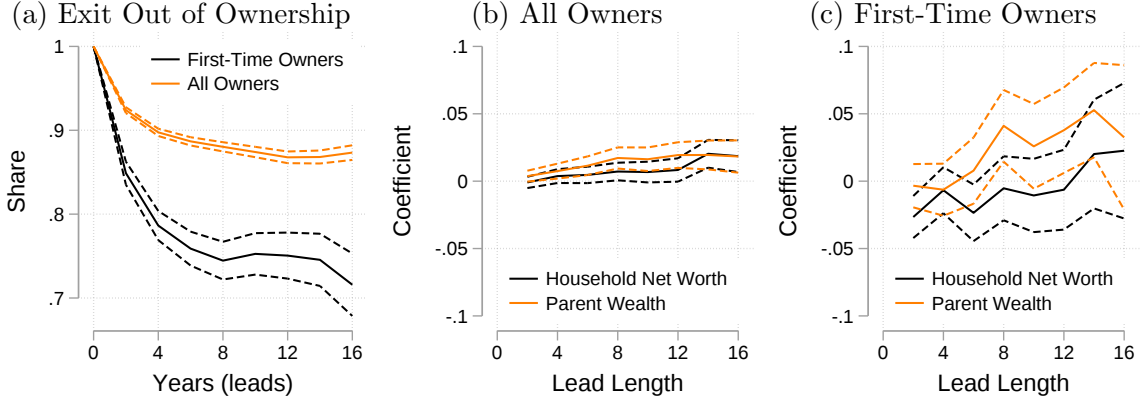 (a) Exit Out of Ownership
1
.9
.8
.7
Share
First-Time Owners
All Owners
0 4 8 12 16
Years (leads)
(b) All Owners
.1
.05
0
-.05
-.1
Coefficient
Household Net Worth
Parent Wealth
0 4 8 12 16
Lead Length
(c) First-Time Owners
.1
.05
0
-.05
-.1
Coefficient
Household Net Worth
Parent Wealth
0 4 8 12 16
Lead Length